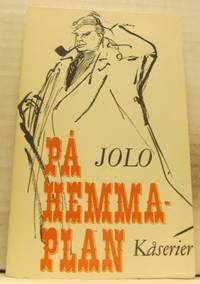 PÅ JOLO
HEMMA-
PLAN Kåserier